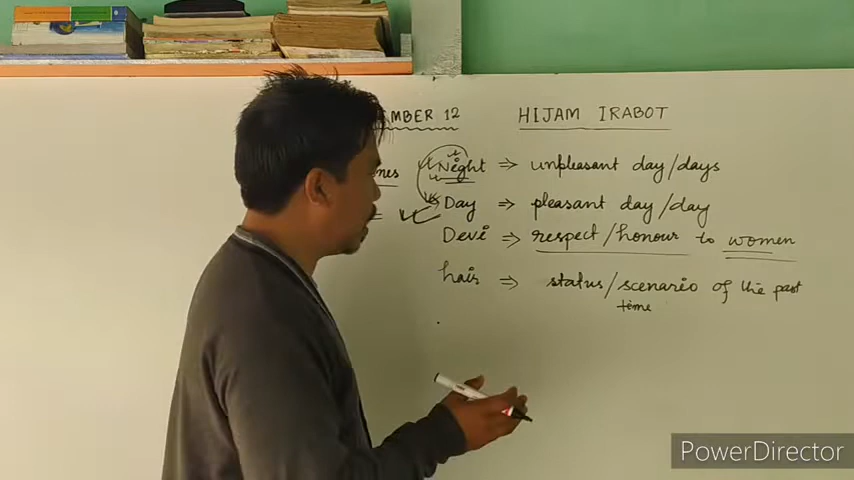 MBER 12 HIJAM IRABOT
Night ⇒ unpleasant day/days
Day ⇒ pleasant day/day
Devi ⇒ respect/honour to women
hais ⇒ status/scenario of the past
time
PowerDirector